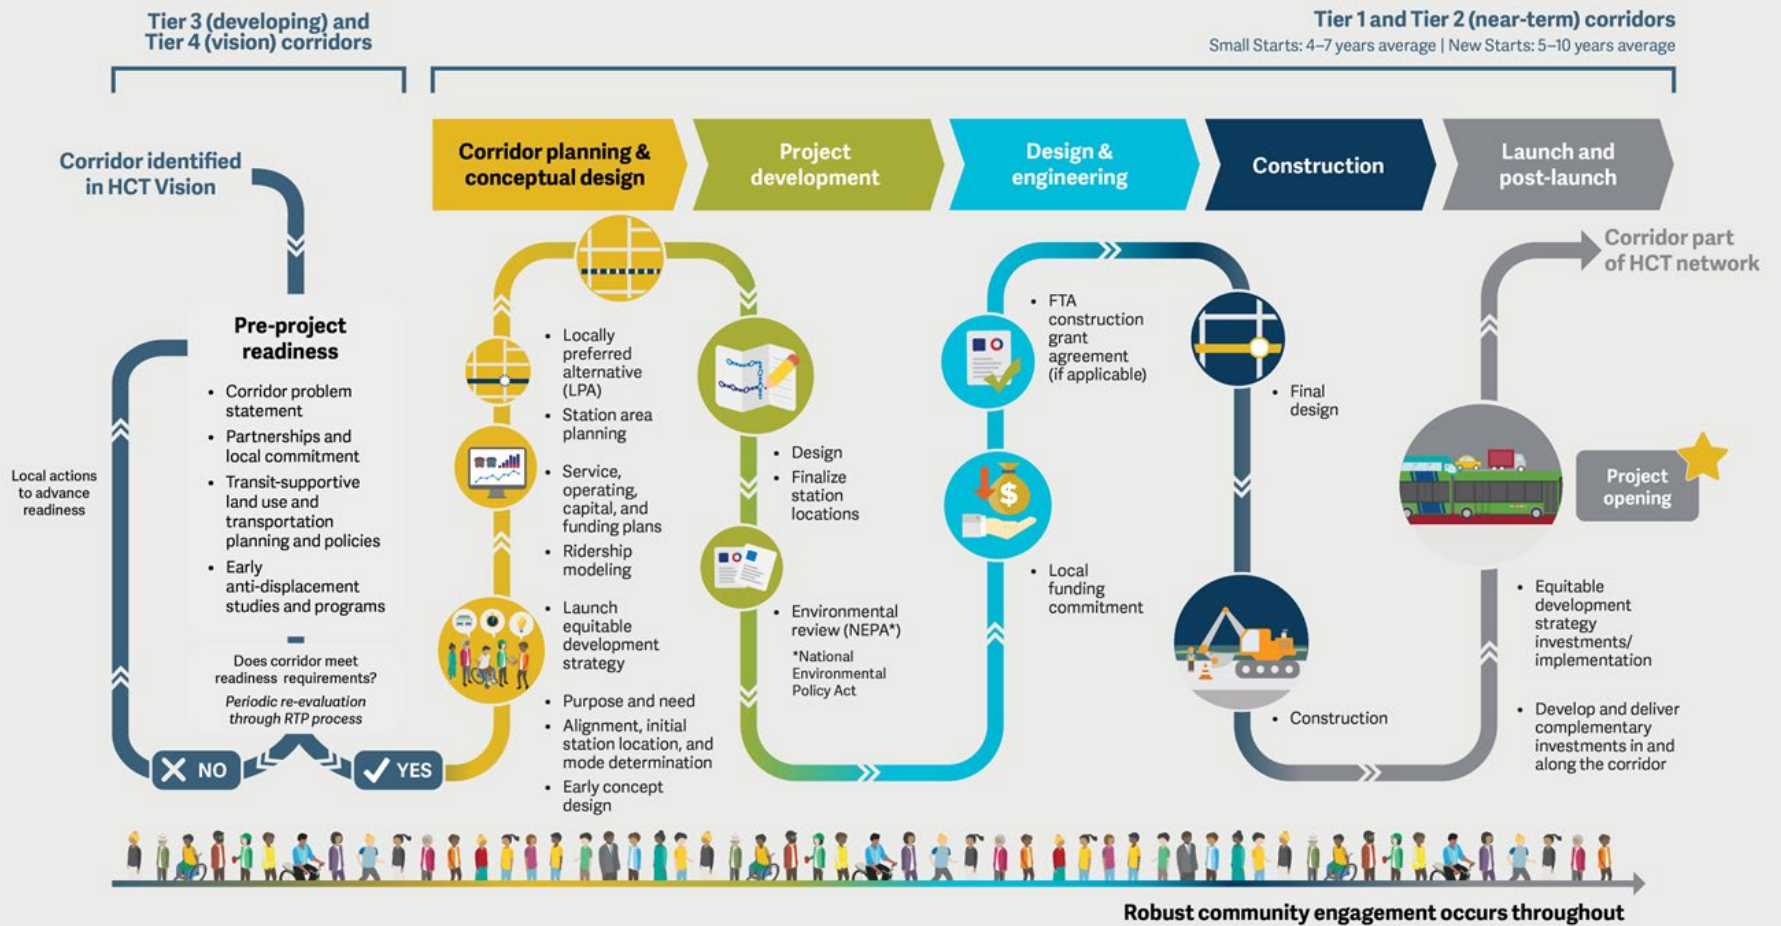 Tier 3 (developing) and
Tier 4 (vision) corridors
Tier 1 and Tier 2 (near-term) corridors
Small Starts: 4–7 years average | New Starts: 5–10 years average
Corridor identified
in HCT Vision
Pre-project
readiness
• Corridor problem
statement
• Partnerships and
local commitment
• Transit-supportive
land use and
transportation
planning and policies
• Early
anti-displacement
studies and programs
Does corridor meet
readiness requirements?
Periodic re-evaluation
through RTP process
Local actions
to advance
readiness
NO
YES
Corridor planning &
conceptual design
• Locally
preferred
alternative
(LPA)
• Station area
planning
• Service,
operating,
capital, and
funding plans
• Ridership
modeling
• Launch
equitable
development
strategy
• Purpose and need
• Alignment, initial
station location, and
mode determination
• Early concept
design
Project
development
• Design
• Finalize
station
locations
• Environmental
review (NEPA*)
*National
Environmental
Policy Act
Design &
engineering
• FTA
construction
grant
agreement
(if applicable)
$
• Local
funding
commitment
Construction
• Final
design
• Construction
Launch and
post-launch
Corridor part
of HCT network
Project
opening
• Equitable
development
strategy
investments/
implementation
• Develop and deliver
complementary
investments in and
along the corridor
Robust community engagement occurs throughout